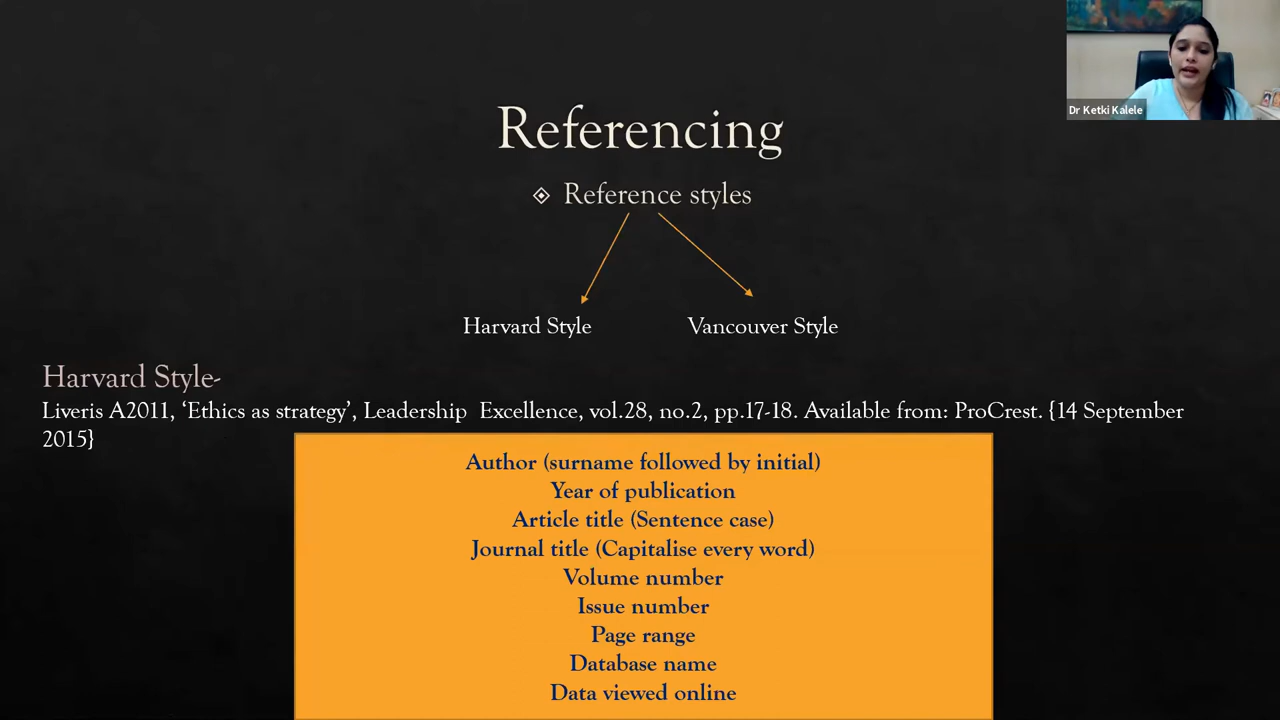 Dr Ketki Kalele
Referencing
Reference styles
Harvard Style
Vancouver Style
Harvard Style-
Liveris A2011, ‘Ethics as strategy’, Leadership Excellence, vol.28, no.2, pp.17-18. Available from: ProCrest. {14 September
2015}
Author (surname followed by initial)
Year of publication
Article title (Sentence case)
Journal title (Capitalise every word)
Volume number
Issue number
Page range
Database name
Data viewed online